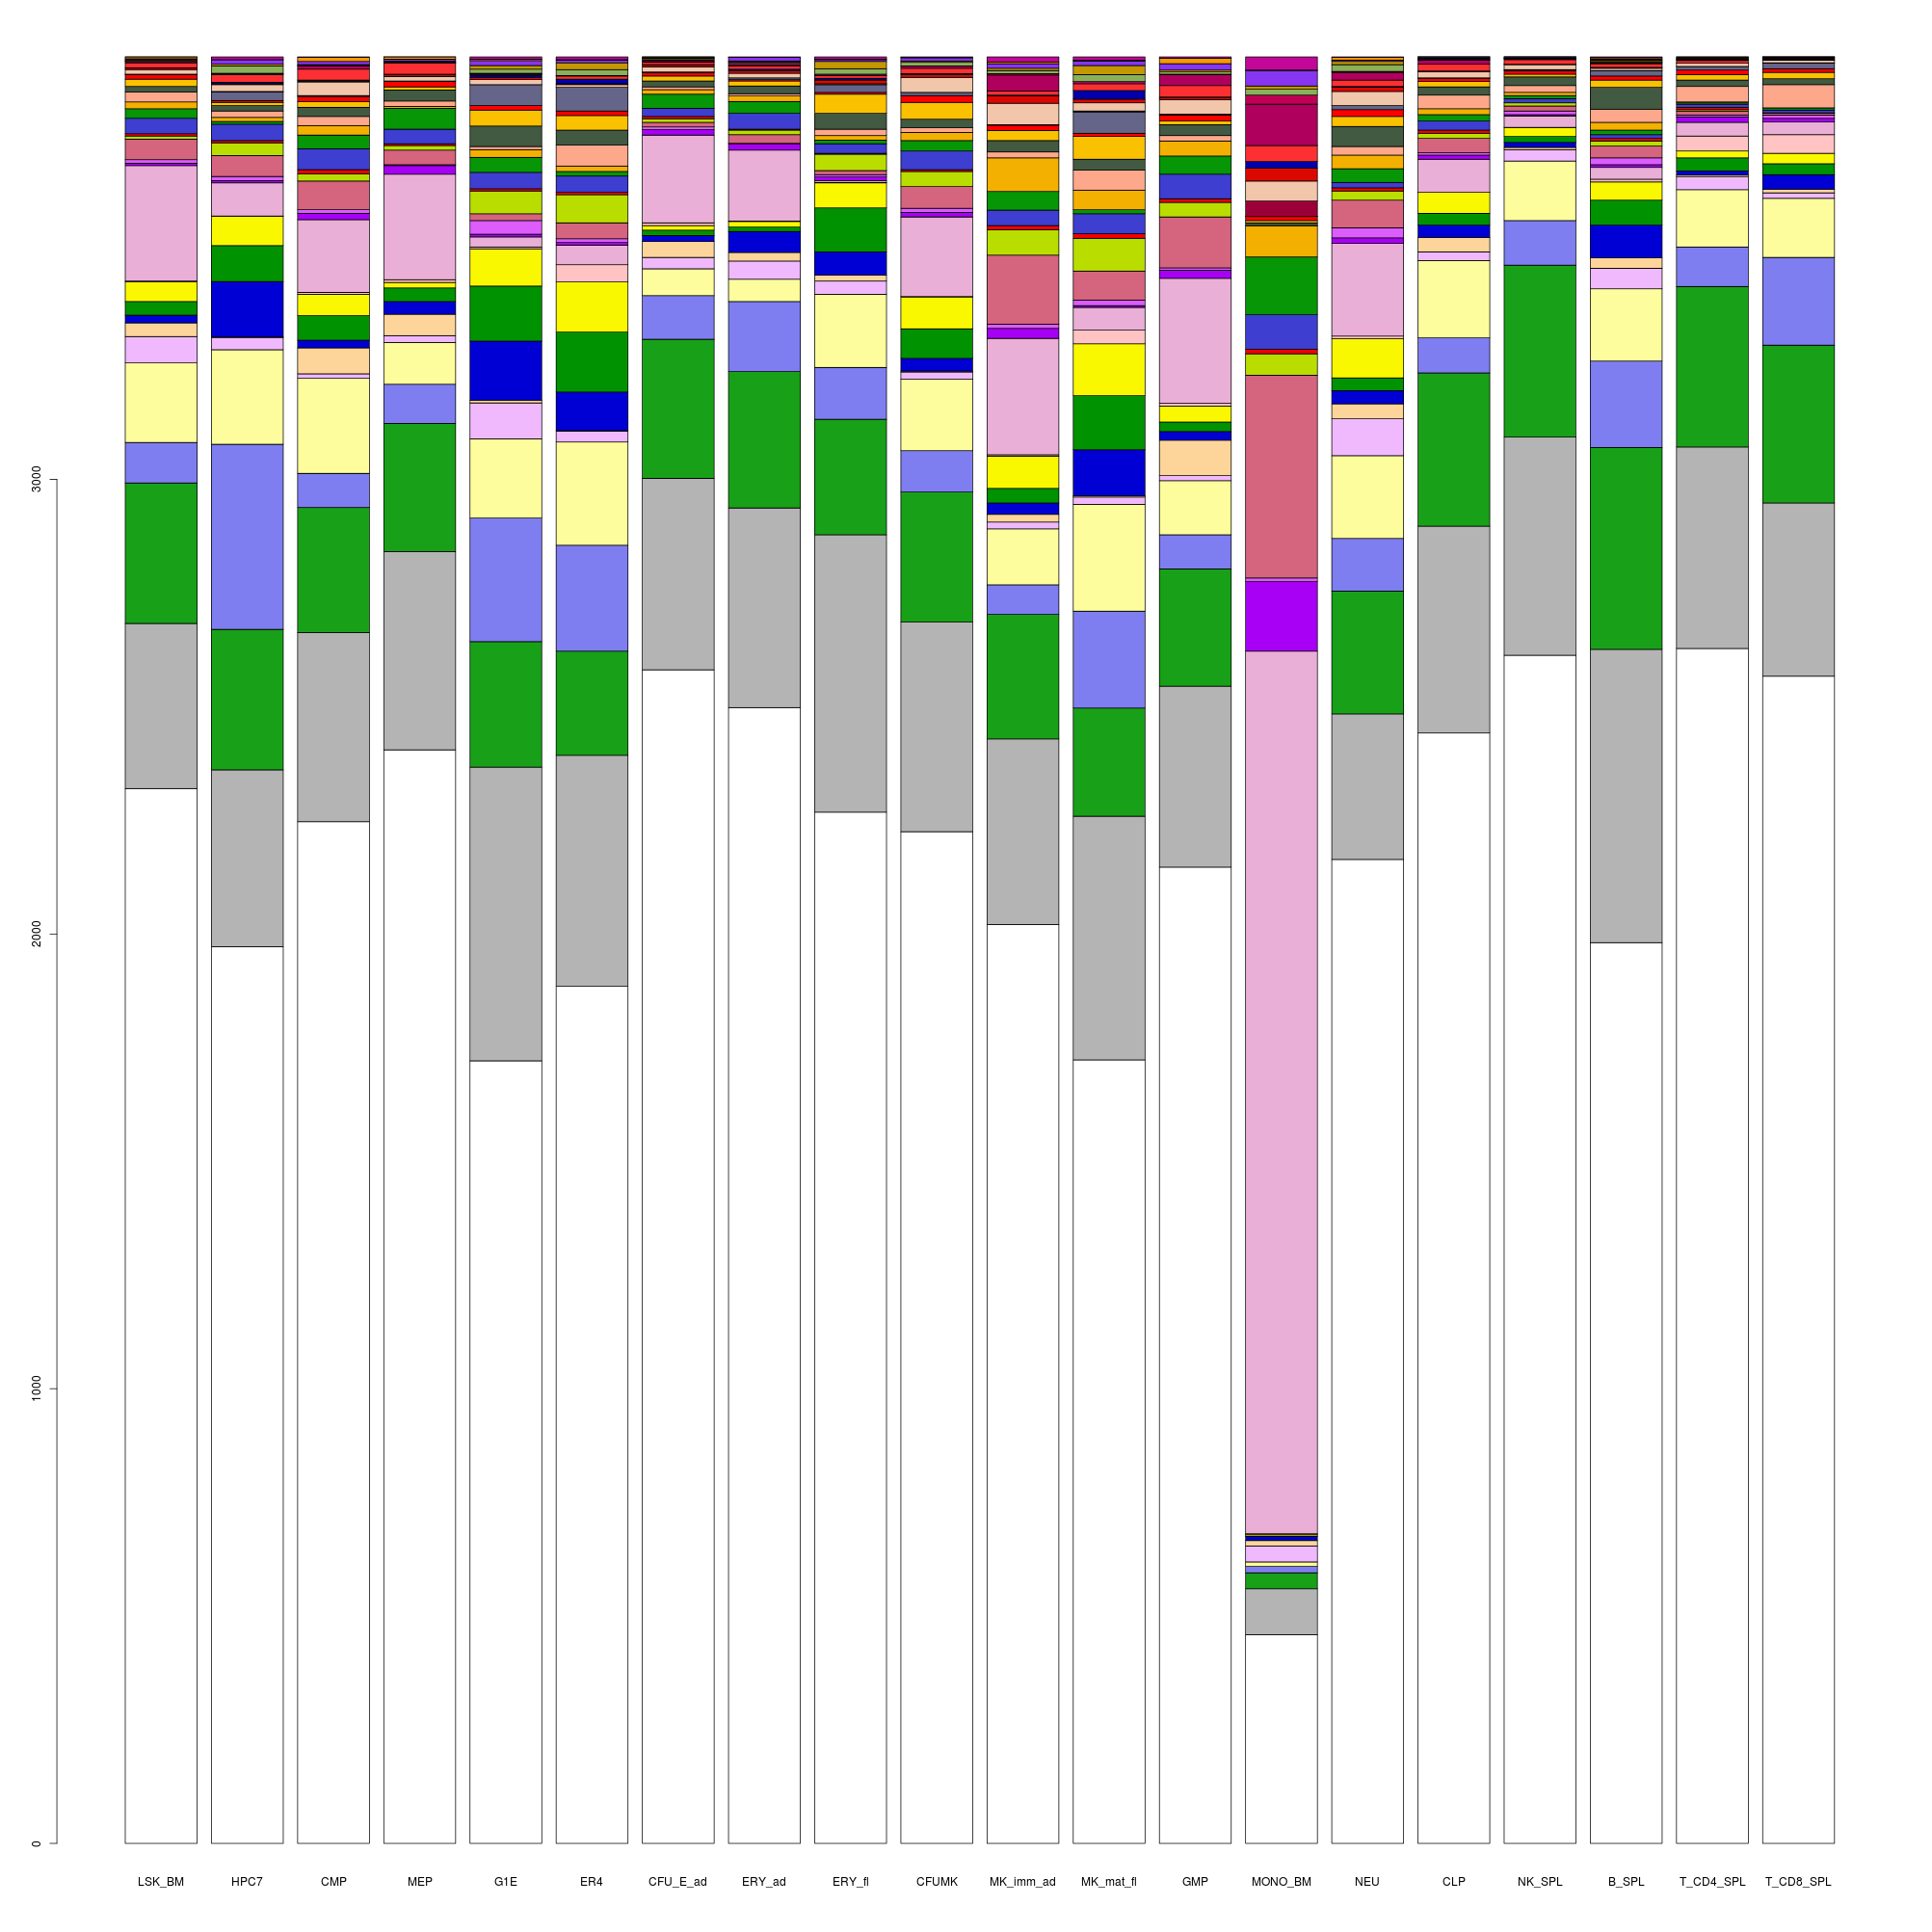 3000
2000
1000
0
LSK_BM HPC7 CMP MEP G1E ER4 CFU_E_ad ERY_ad ERY_fl CFUMK MK_imm_ad MK_mat_fl GMP MONO_BM NEU CLP NK_SPL B_SPL T_CD4_SPL T_CD8_SPL